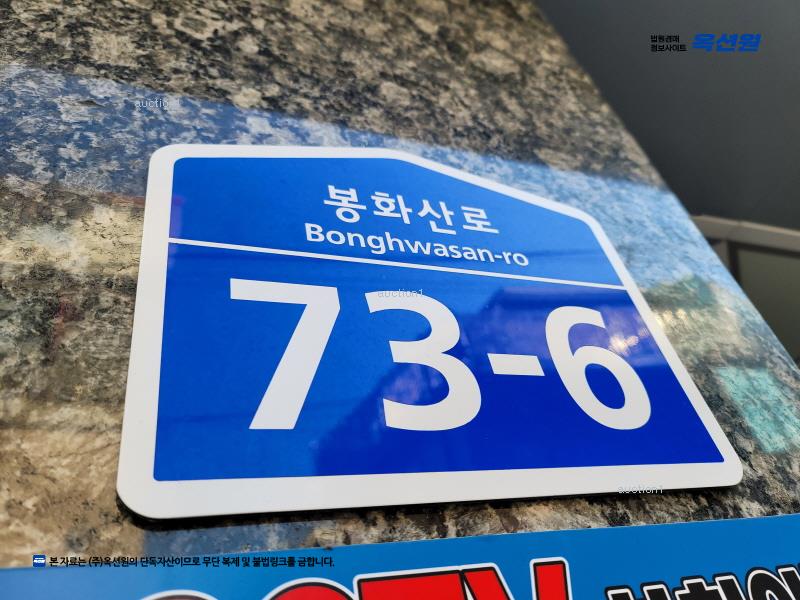 법원경매
정보사이트 옥션원
auction1
봉화산로
Bonghwasan-ro
auction1
73-6
auction1
본 자료는 (주)옥션원의 단독자산이므로 무단 복제 및 불법링크를 금합니다.